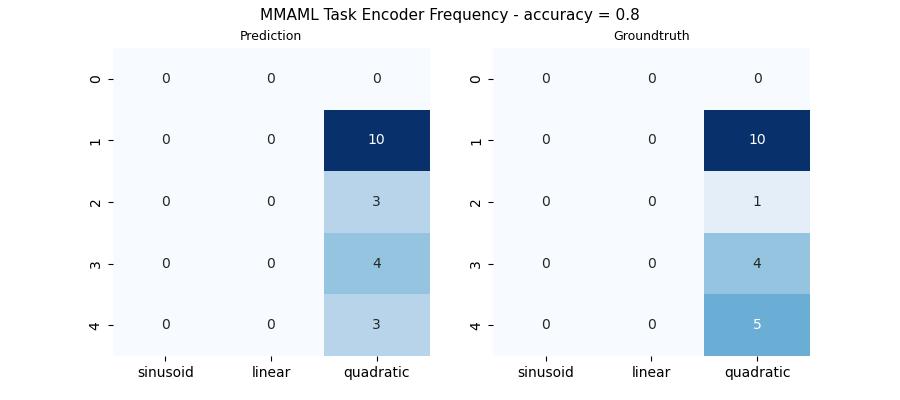 MMAML Task Encoder Frequency - accuracy = 0.8
Prediction
Groundtruth
0 0 0 0
1 0 0 10
2 0 0 3
3 0 0 4
4 0 0 3
sinusoid linear quadratic
0 0 0 0
1 0 0 10
2 0 0 1
3 0 0 4
4 0 0 5
sinusoid linear quadratic